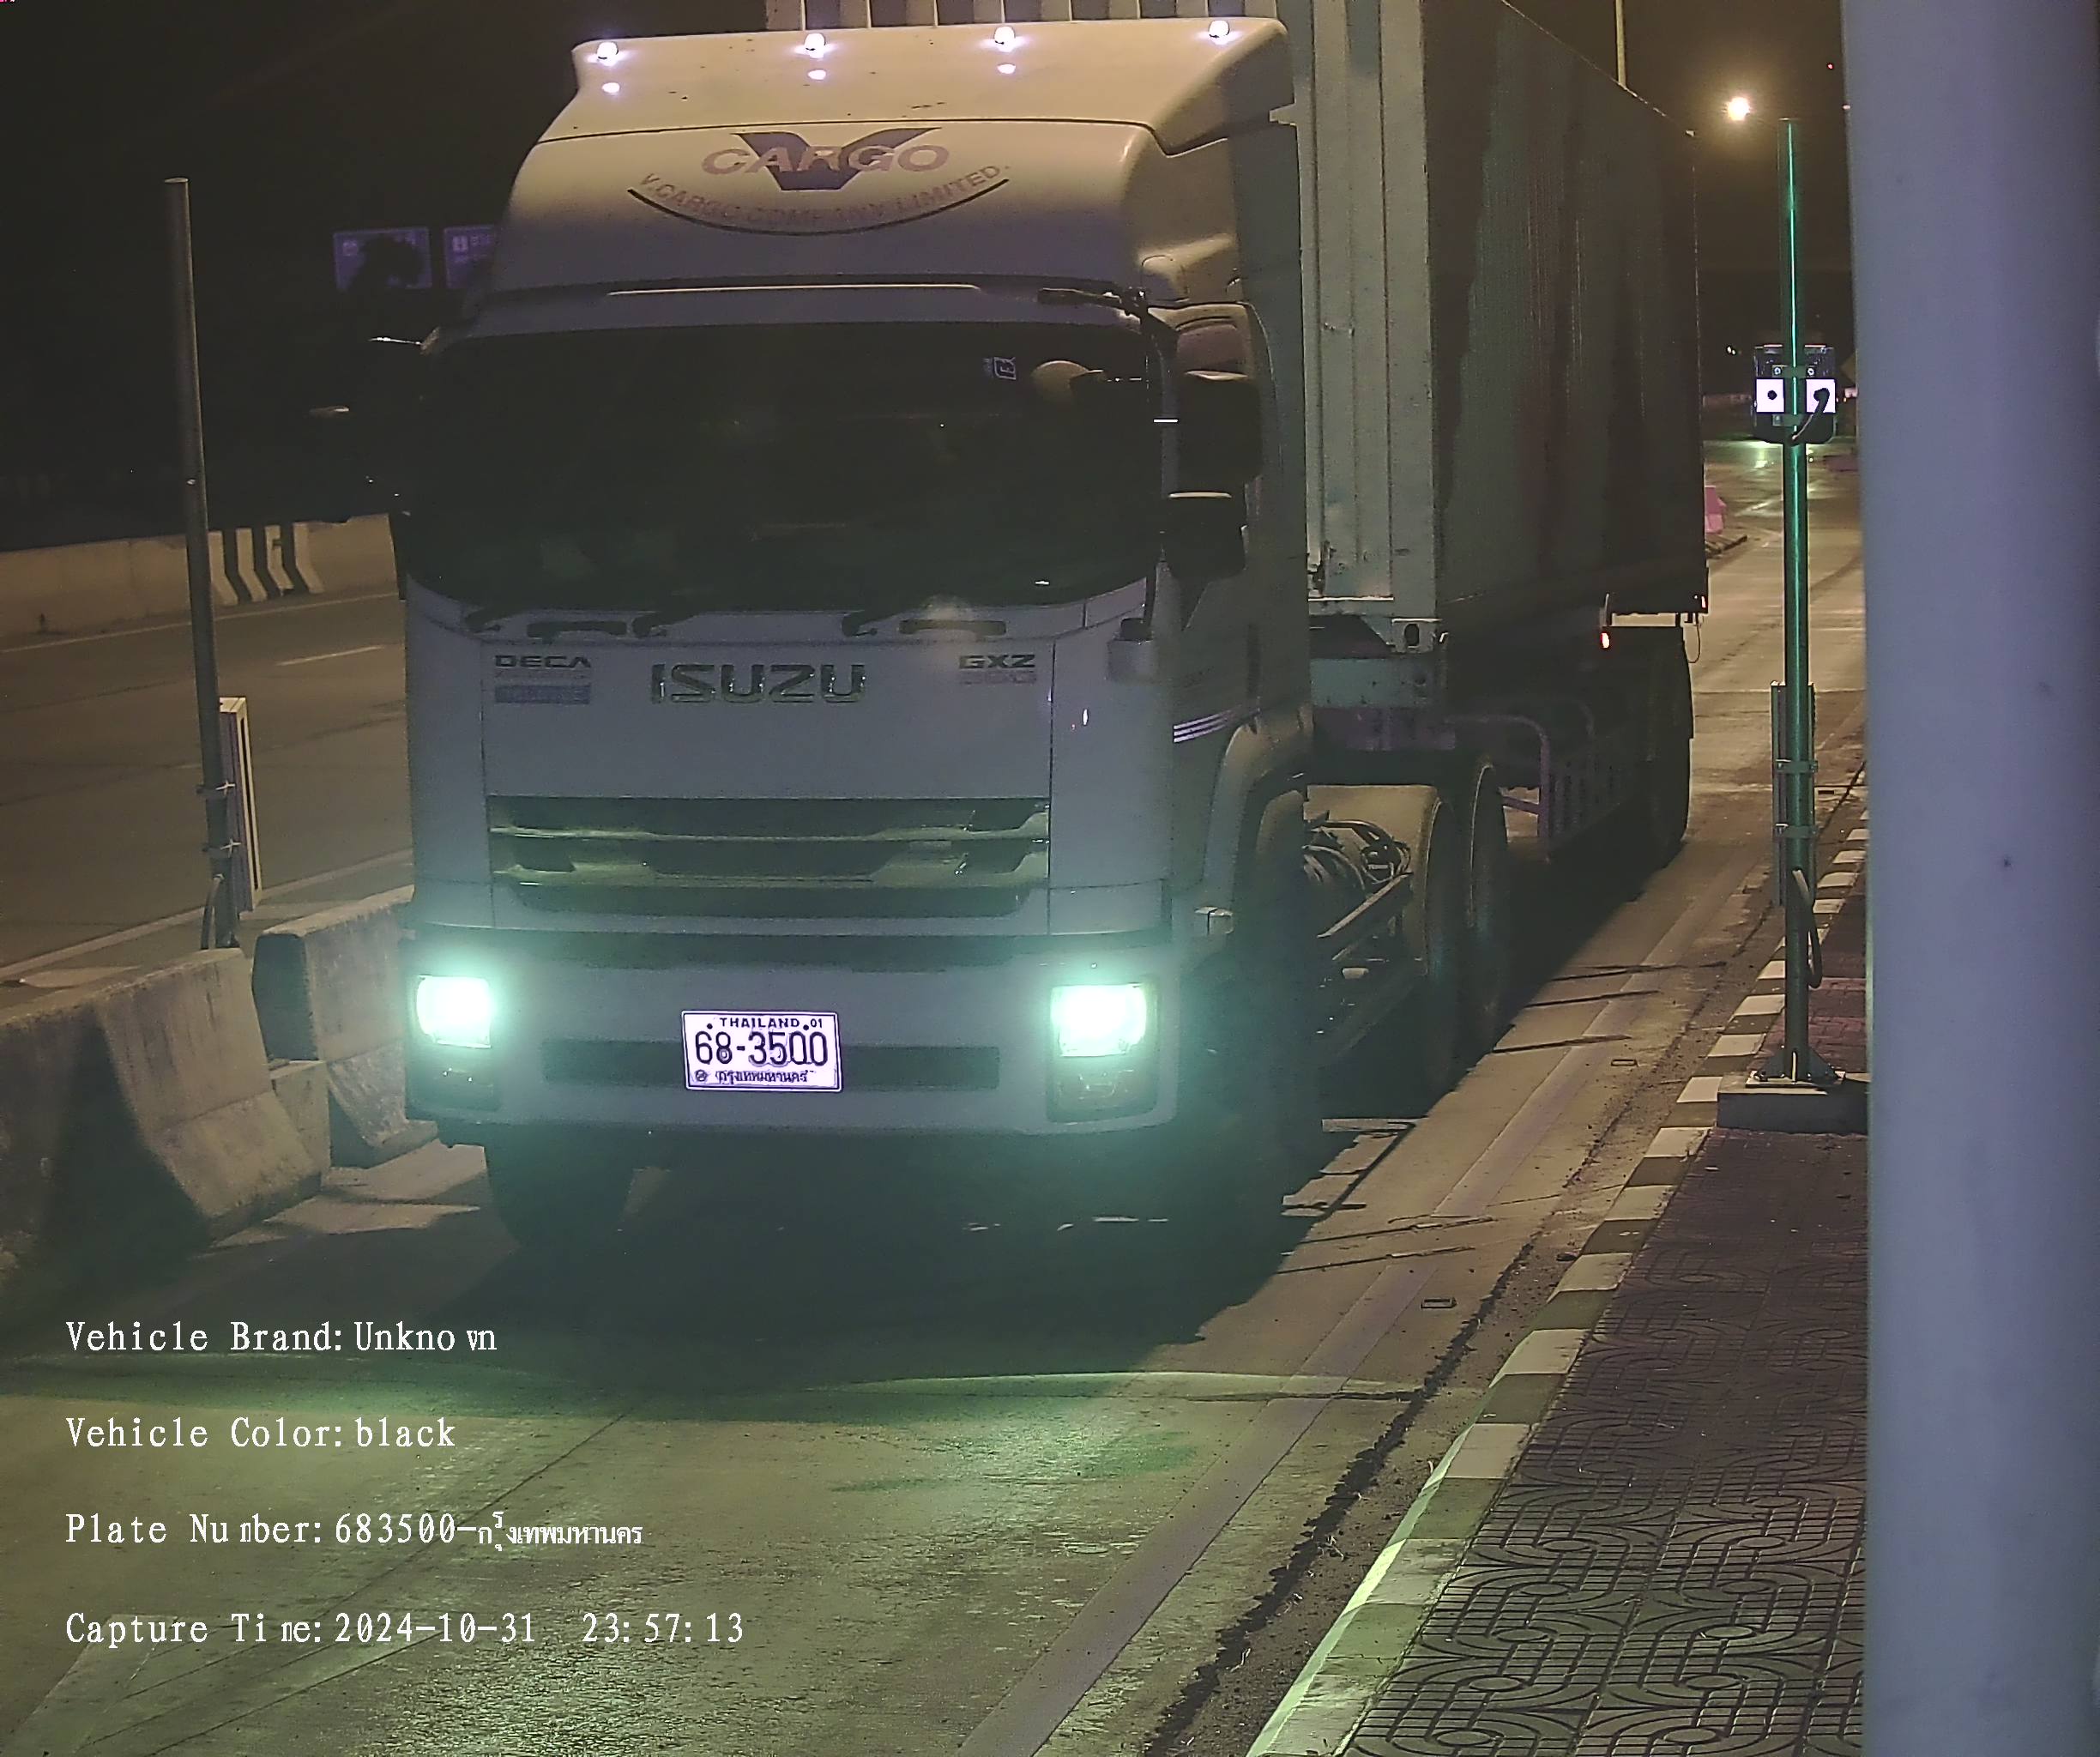 CARGO
V.CARGO COMPANY LIMITED.
DECA
ISUZU
GXZ
THAILAND 01
68-3500
กรุงเทพมหานคร
Vehicle Brand:Unknown
Vehicle Color:black
Plate Number:683500-กรุงเทพมหานคร
Capture Time:2024-10-31 23:57:13